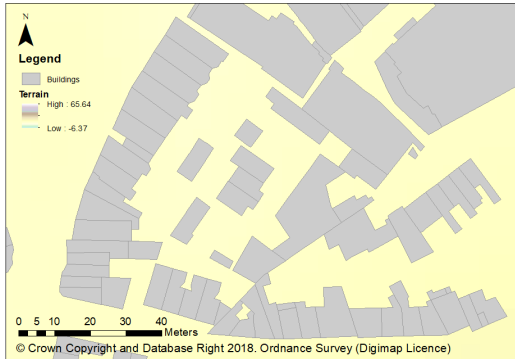 N
Legend
Buildings
Terrain
High : 65.64
Low : -6.37
0 5 10 20 30 40
Meters
© Crown Copyright and Database Right 2018. Ordnance Survey (Digimap Licence)